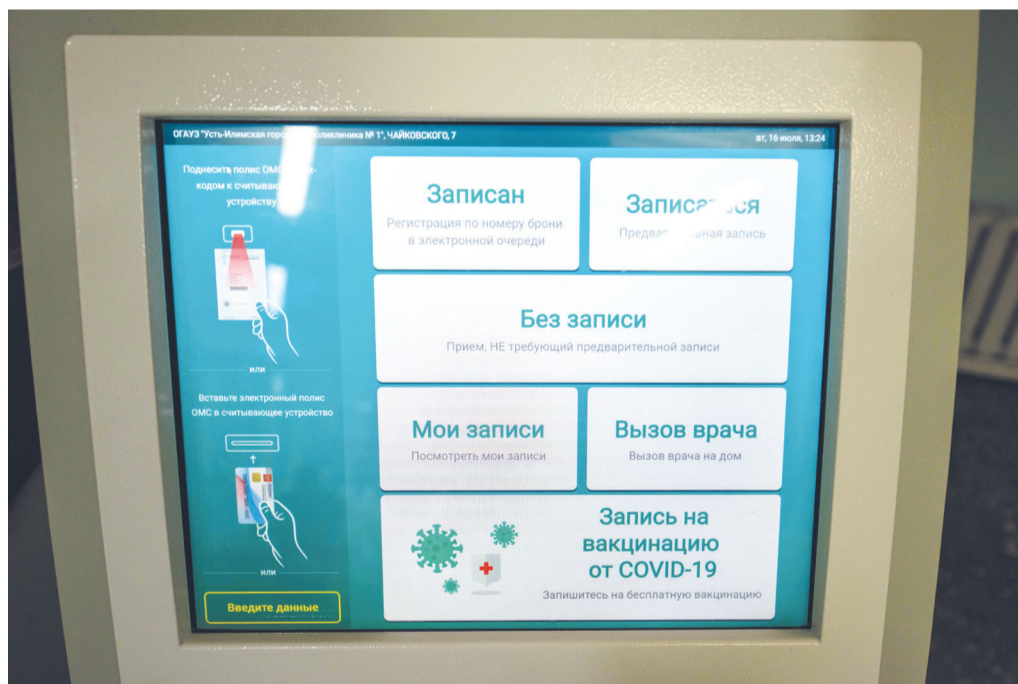 ОГАУЗ "Усть-Илимская поликлиника № 1", ЧАЙКОВСКОГО, 7
вт, 16 июля, 13:24
Поднесите полис ОМС
кодом к
устройству
или
Вставьте электронный полис
ОМС в считывающее устройство
или
Введите данные
Записан
Регистрация по номеру брони
в электронной очереди
Записаться
Предварительная запись
Без записи
Прием, НЕ требующий предварительной записи
Мои записи
Посмотреть мои записи
Вызов врача
Вызов врача на дом
Запись на
вакцинацию
от COVID-19
Запишитесь на бесплатную вакцинацию